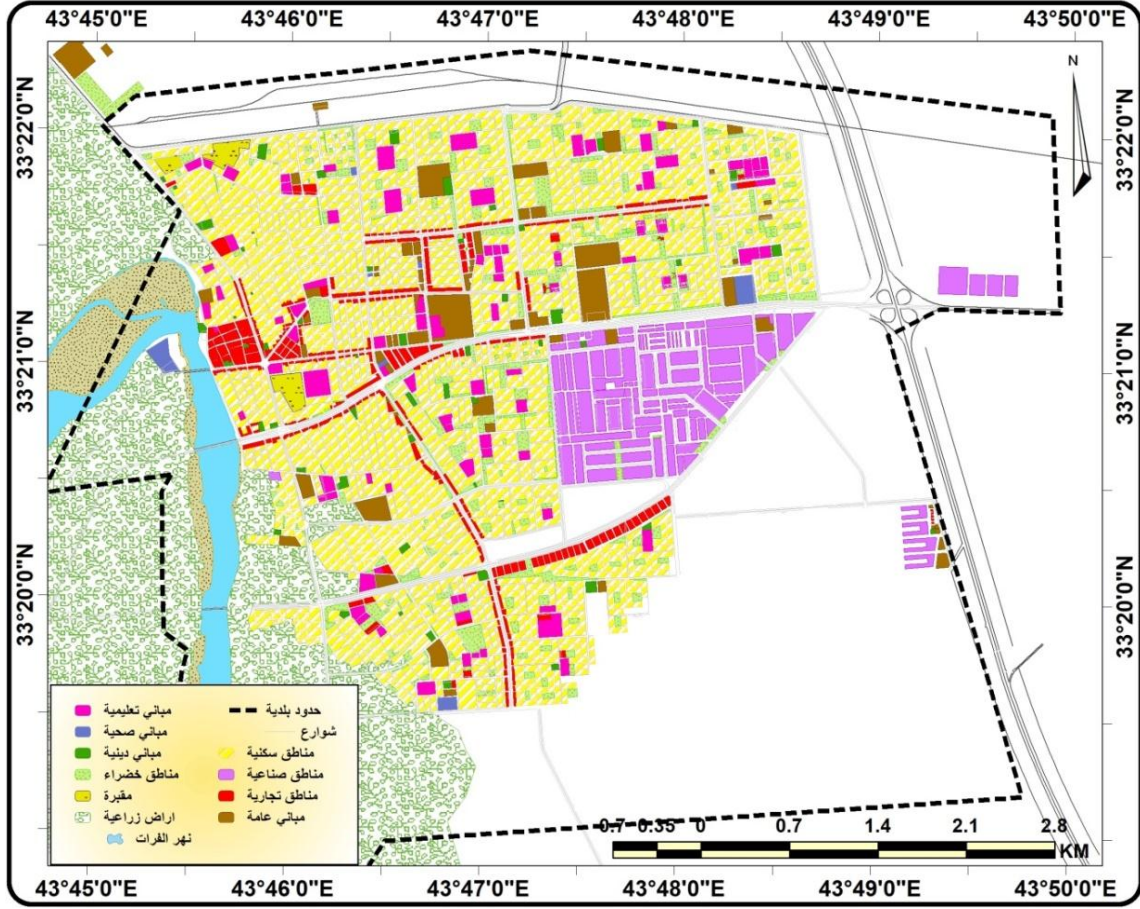 43°45'0"E 43°46'0"E 43°47'0"E 43°48'0"E 43°49'0"E 43°50'0"E
N
33°22'0"N 33°22'0"N
33°21'0"N 33°21'0"N
33°20'0"N 33°20'0"N
حدود بلدية مباني تعليمية
شوارع مباني صحية
مناطق سكنية مباني دينية
مناطق صناعية مناطق خضراء
مناطق تجارية مقبرة
مباني عامة اراض زراعية
نهر الفرات
0.7 0.35 0 0.7 1.4 2.1 2.8
KM
43°45'0"E 43°46'0"E 43°47'0"E 43°48'0"E 43°49'0"E 43°50'0"E